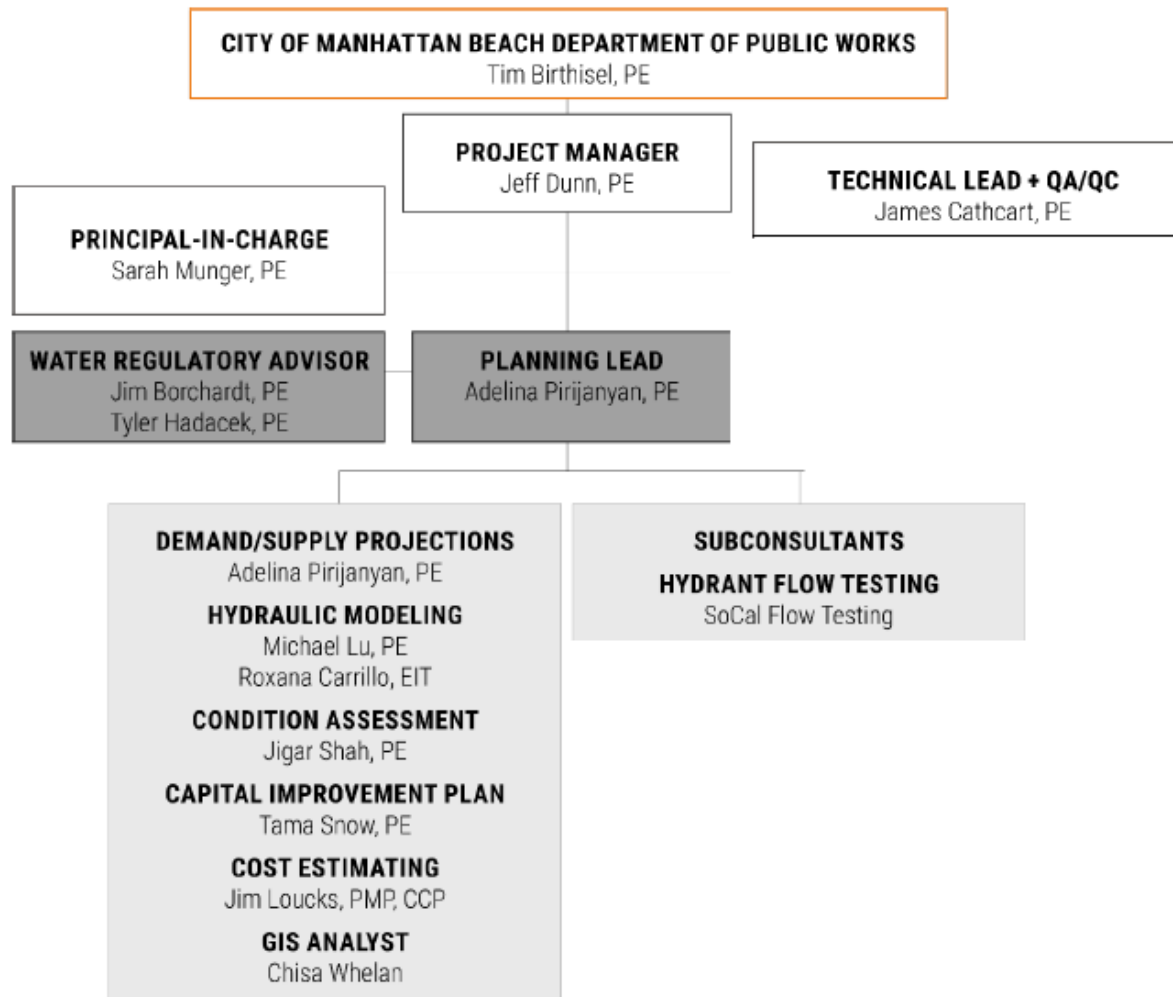 CITY OF MANHATTAN BEACH DEPARTMENT OF PUBLIC WORKS
Tim Birthisel, PE
PROJECT MANAGER
Jeff Dunn, PE
TECHNICAL LEAD + QA/QC
James Cathcart, PE
PRINCIPAL-IN-CHARGE
Sarah Munger, PE
WATER REGULATORY ADVISOR
Jim Borchardt, PE
Tyler Hadacek, PE
PLANNING LEAD
Adelina Pirijanyan, PE
DEMAND/SUPPLY PROJECTIONS
Adelina Pirijanyan, PE
HYDRAULIC MODELING
Michael Lu, PE
Roxana Carrillo, EIT
CONDITION ASSESSMENT
Jigar Shah, PE
CAPITAL IMPROVEMENT PLAN
Tama Snow, PE
COST ESTIMATING
Jim Loucks, PMP, CCP
GIS ANALYST
Chisa Whelan
SUBCONSULTANTS
HYDRANT FLOW TESTING
SoCal Flow Testing